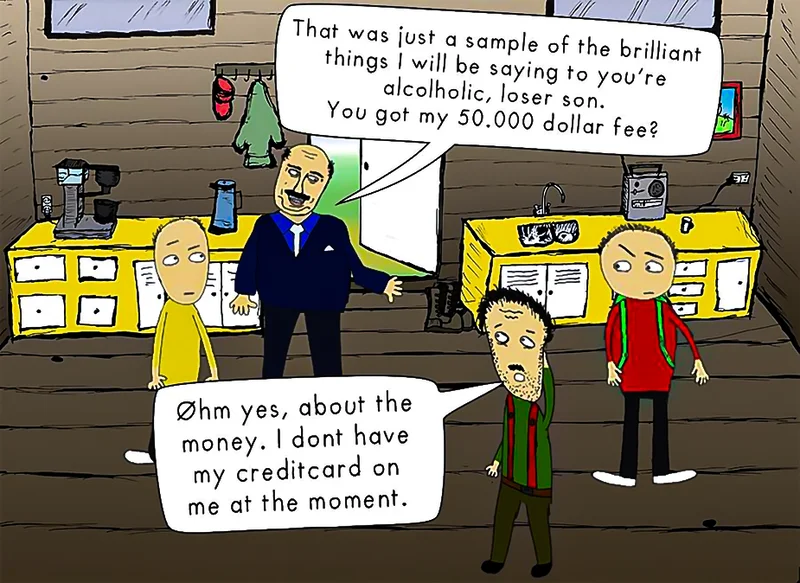 That was just a sample of the brilliant
things I will be saying to you're
alcolholic, loser son.
You got my 50.000 dollar fee?
Øhm yes, about the
money. I dont have
my creditcard on
me at the moment.